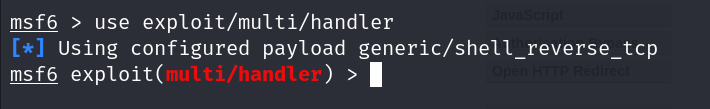 msf6 > use exploit/multi/handler
[*] Using configured payload generic/shell_reverse_tcp
msf6 exploit(multi/handler) >
JavaScript
Open HTTP Redirect